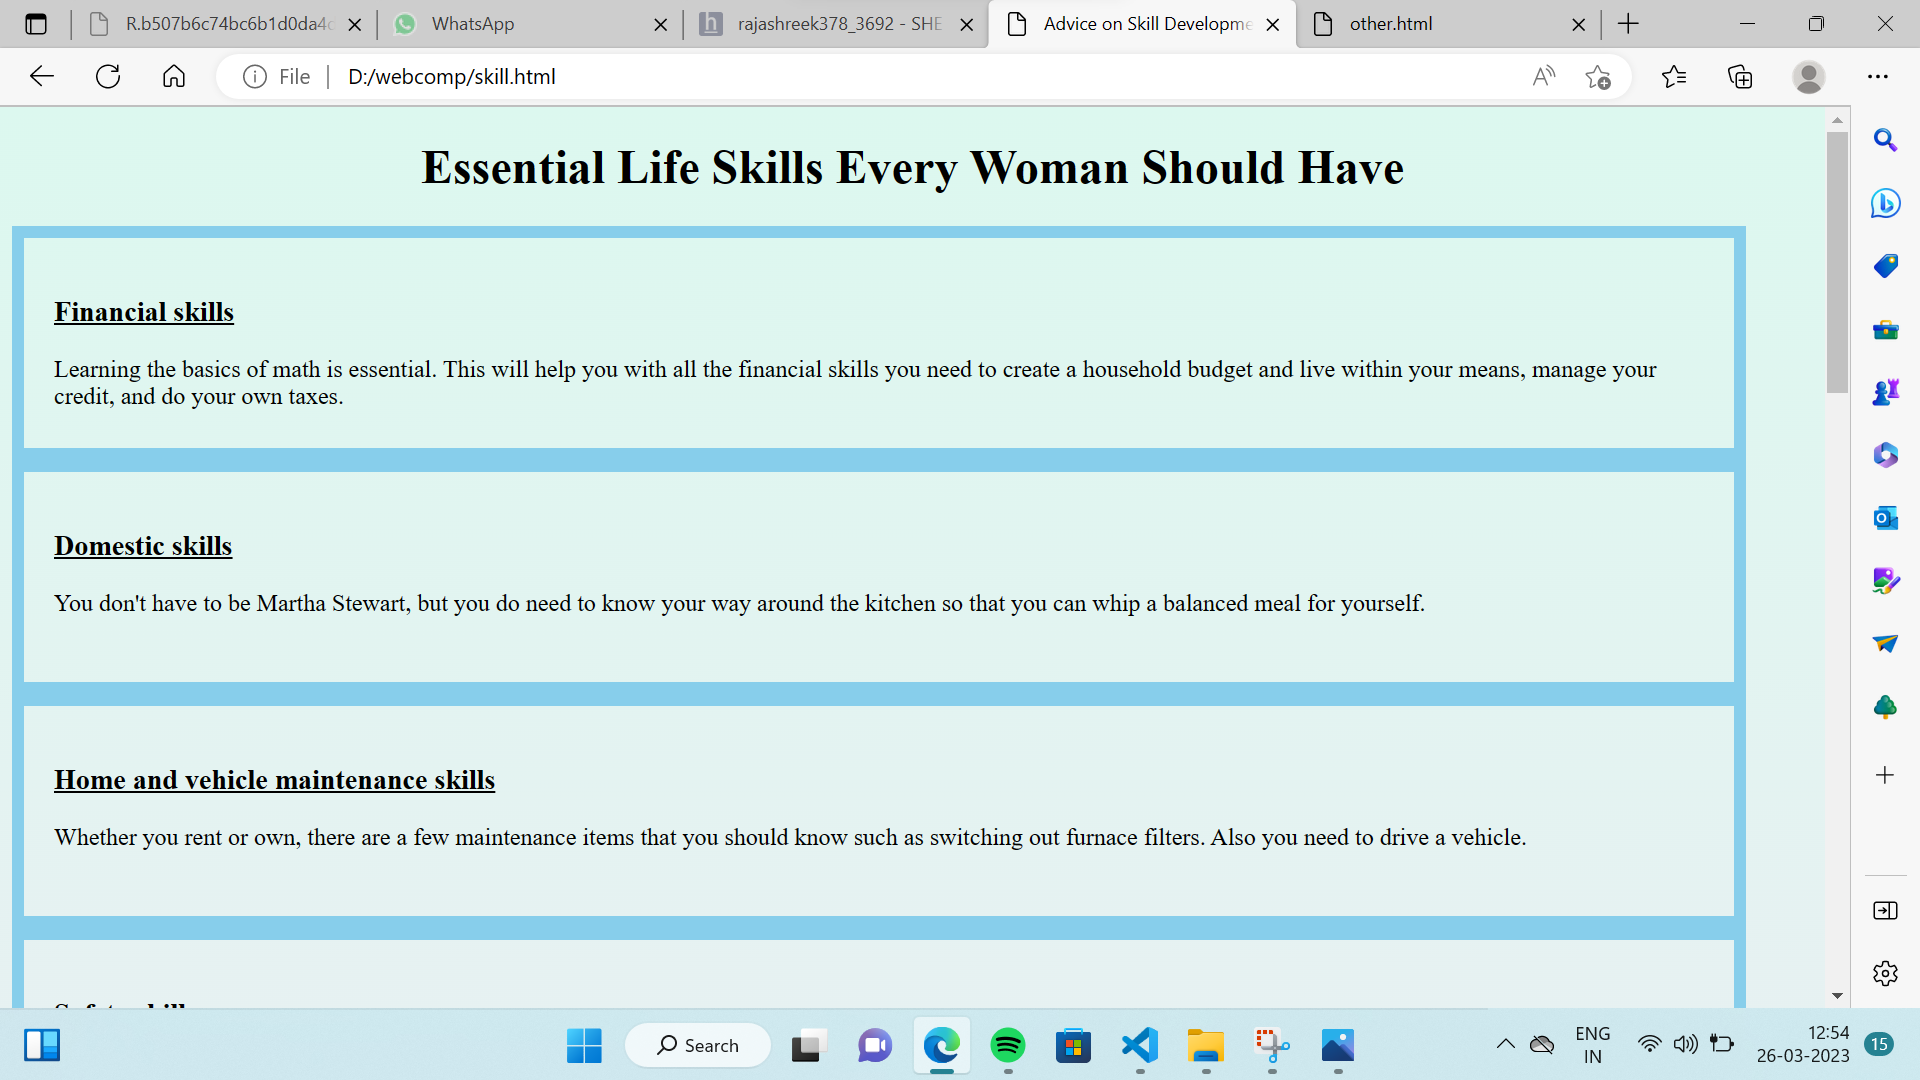 R.b507b6c74bc6b1d0da4c
WhatsApp
rajashreek378_3692 - SHE
Advice on Skill Developme
other.html
File
D:/webcomp/skill.html
Essential Life Skills Every Woman Should Have
Financial skills
Learning the basics of math is essential. This will help you with all the financial skills you need to create a household budget and live within your means, manage your
credit, and do your own taxes.
Domestic skills
You don't have to be Martha Stewart, but you do need to know your way around the kitchen so that you can whip a balanced meal for yourself.
Home and vehicle maintenance skills
Whether you rent or own, there are a few maintenance items that you should know such as switching out furnace filters. Also you need to drive a vehicle.
Search
ENG
IN
12:54
26-03-2023
15